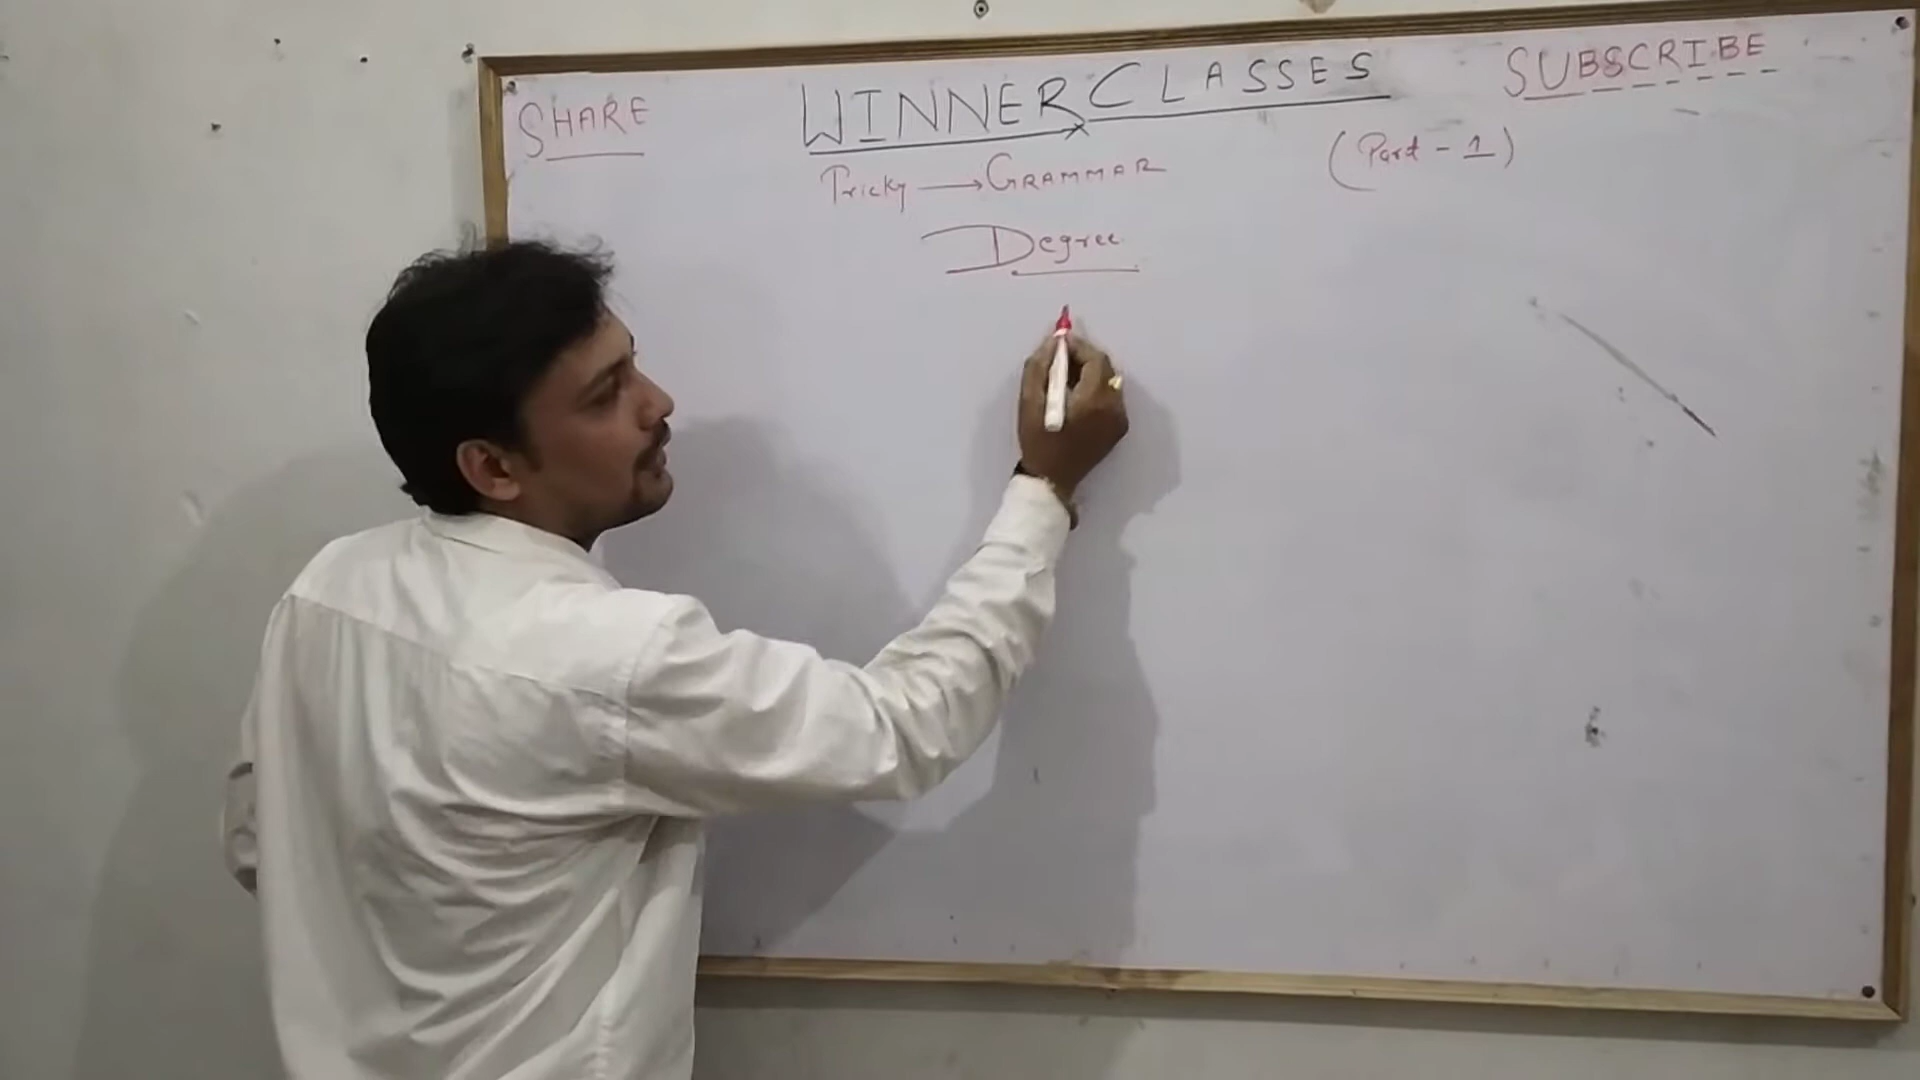 SHARE WINNER CLASSES SUBSCRIBE
Tricky → GRAMMAR (Part - 1)
Degree